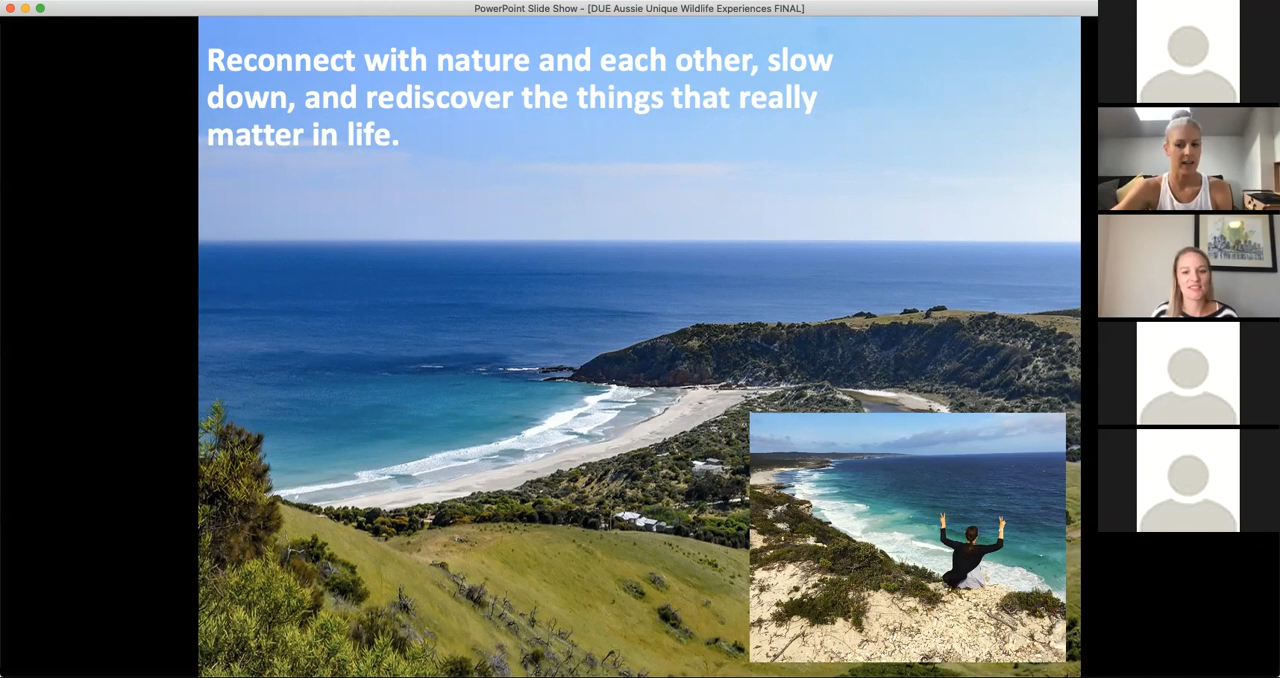 PowerPoint Slide Show - [DUE Aussie Unique Wildlife Experiences FINAL]
Reconnect with nature and each other, slow
down, and rediscover the things that really
matter in life.